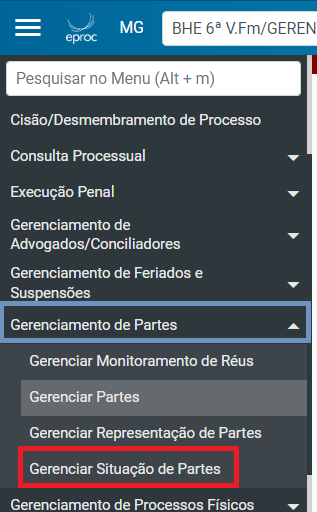 eproc
MG
BHE 6ª V.Fm/GEREN
Pesquisar no Menu (Alt + m)
Cisão/Desmembramento de Processo
Consulta Processual
Execução Penal
Gerenciamento de
Advogados/Conciliadores
Gerenciamento de Feriados e
Suspensões
Gerenciamento de Partes
Gerenciar Monitoramento de Réus
Gerenciar Partes
Gerenciar Representação de Partes
Gerenciar Situação de Partes
Gerenciamento de Processos Físicos